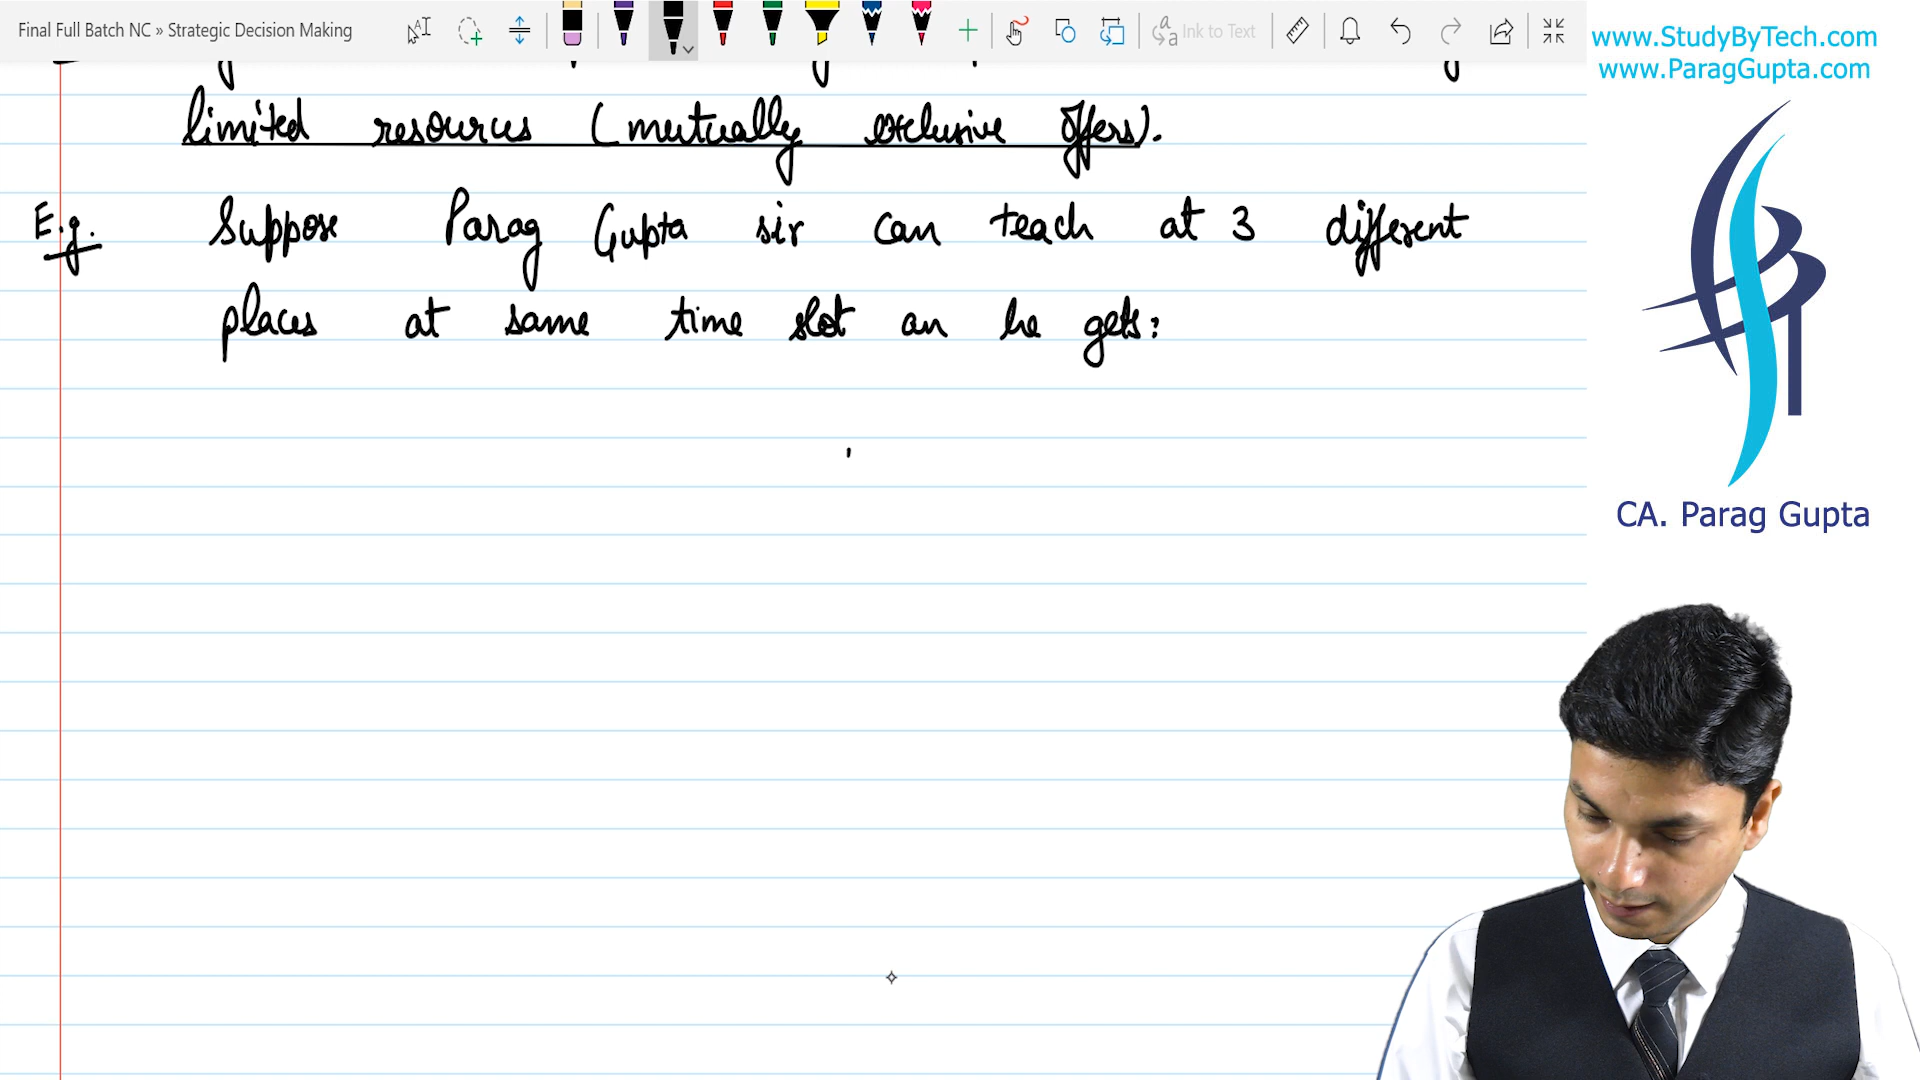 Final Full Batch NC » Strategic Decision Making
Ink to Text
www.StudyByTech.com
www.ParagGupta.com
limited resources (mutually exclusive offers).
E.g. Suppose Parag Gupta sir can teach at 3 different
places at same time slot an he gets:
CA. Parag Gupta